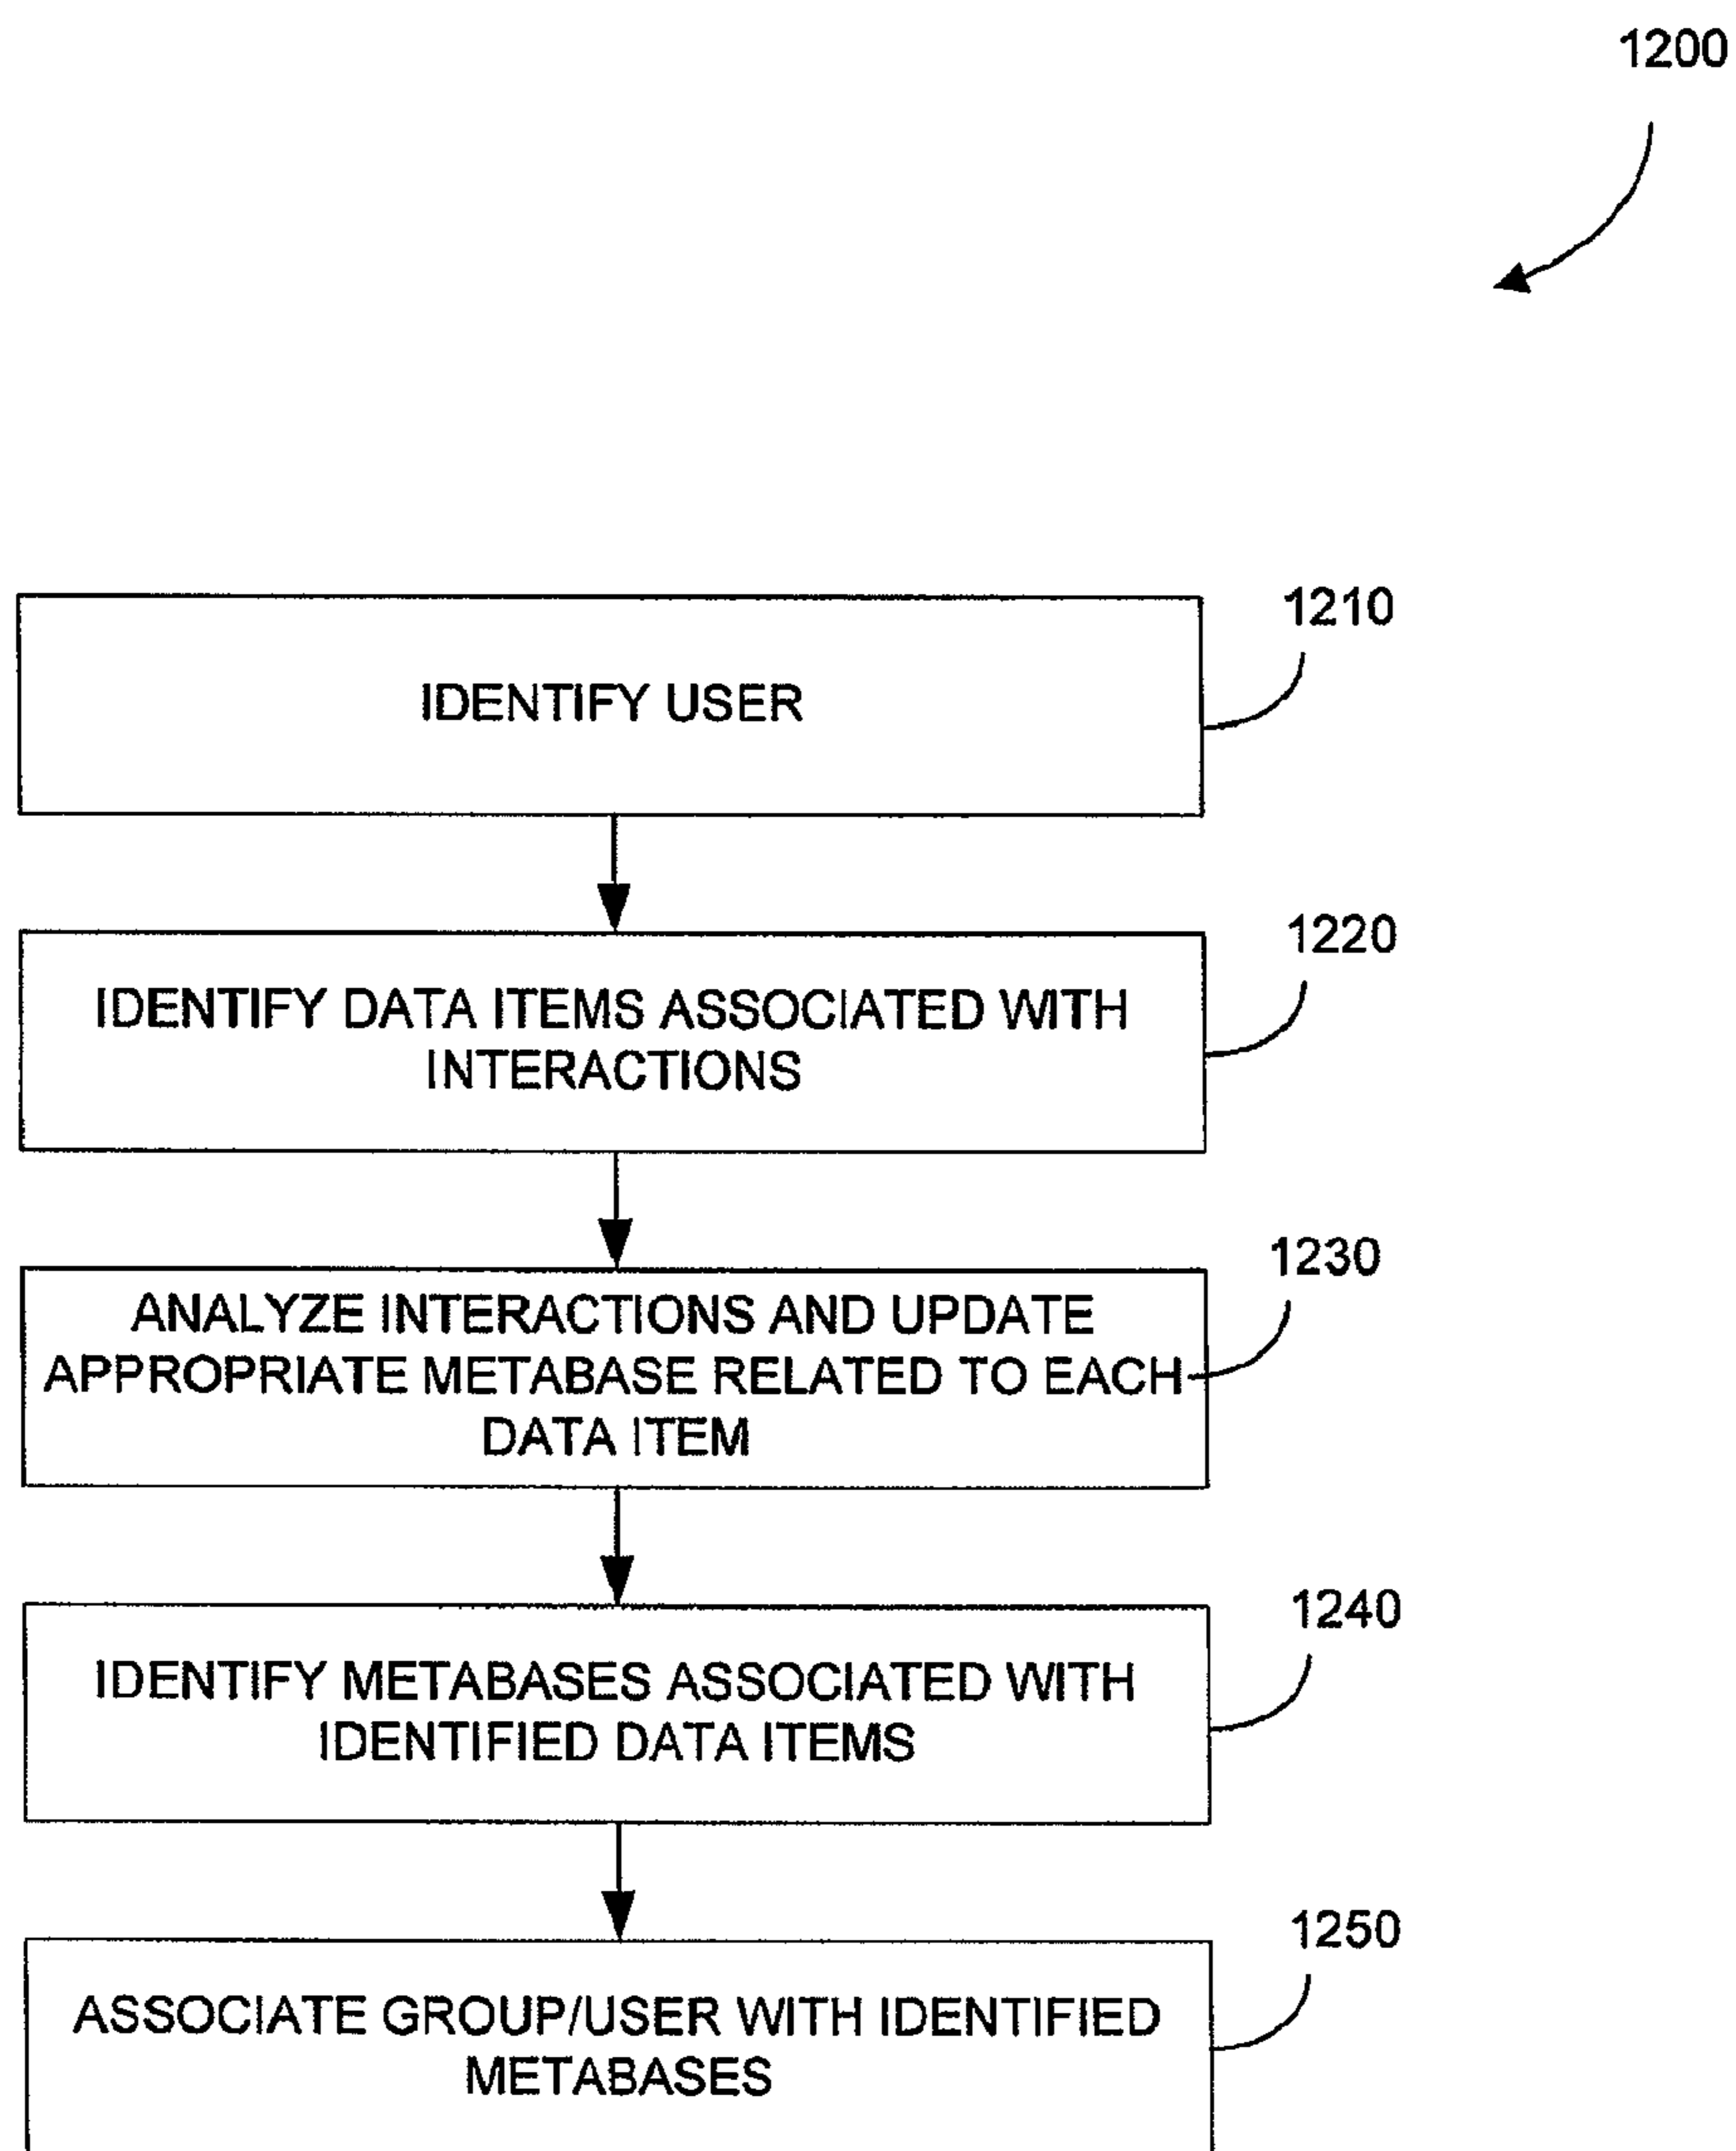 1200
1210
IDENTIFY USER
1220
IDENTIFY DATA ITEMS ASSOCIATED WITH
INTERACTIONS
1230
ANALYZE INTERACTIONS AND UPDATE
APPROPRIATE METABASE RELATED TO EACH
DATA ITEM
1240
IDENTIFY METABASES ASSOCIATED WITH
IDENTIFIED DATA ITEMS
1250
ASSOCIATE GROUP/USER WITH IDENTIFIED
METABASES